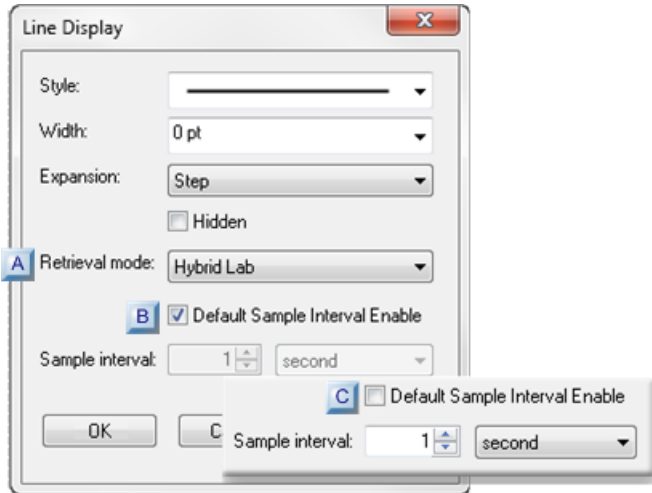 Line Display
Style:
Width: 0 pt
Expansion: Step
Hidden
A Retrieval mode: Hybrid Lab
B Default Sample Interval Enable
Sample interval: 1 second
C Default Sample Interval Enable
Sample interval: 1 second
OK C